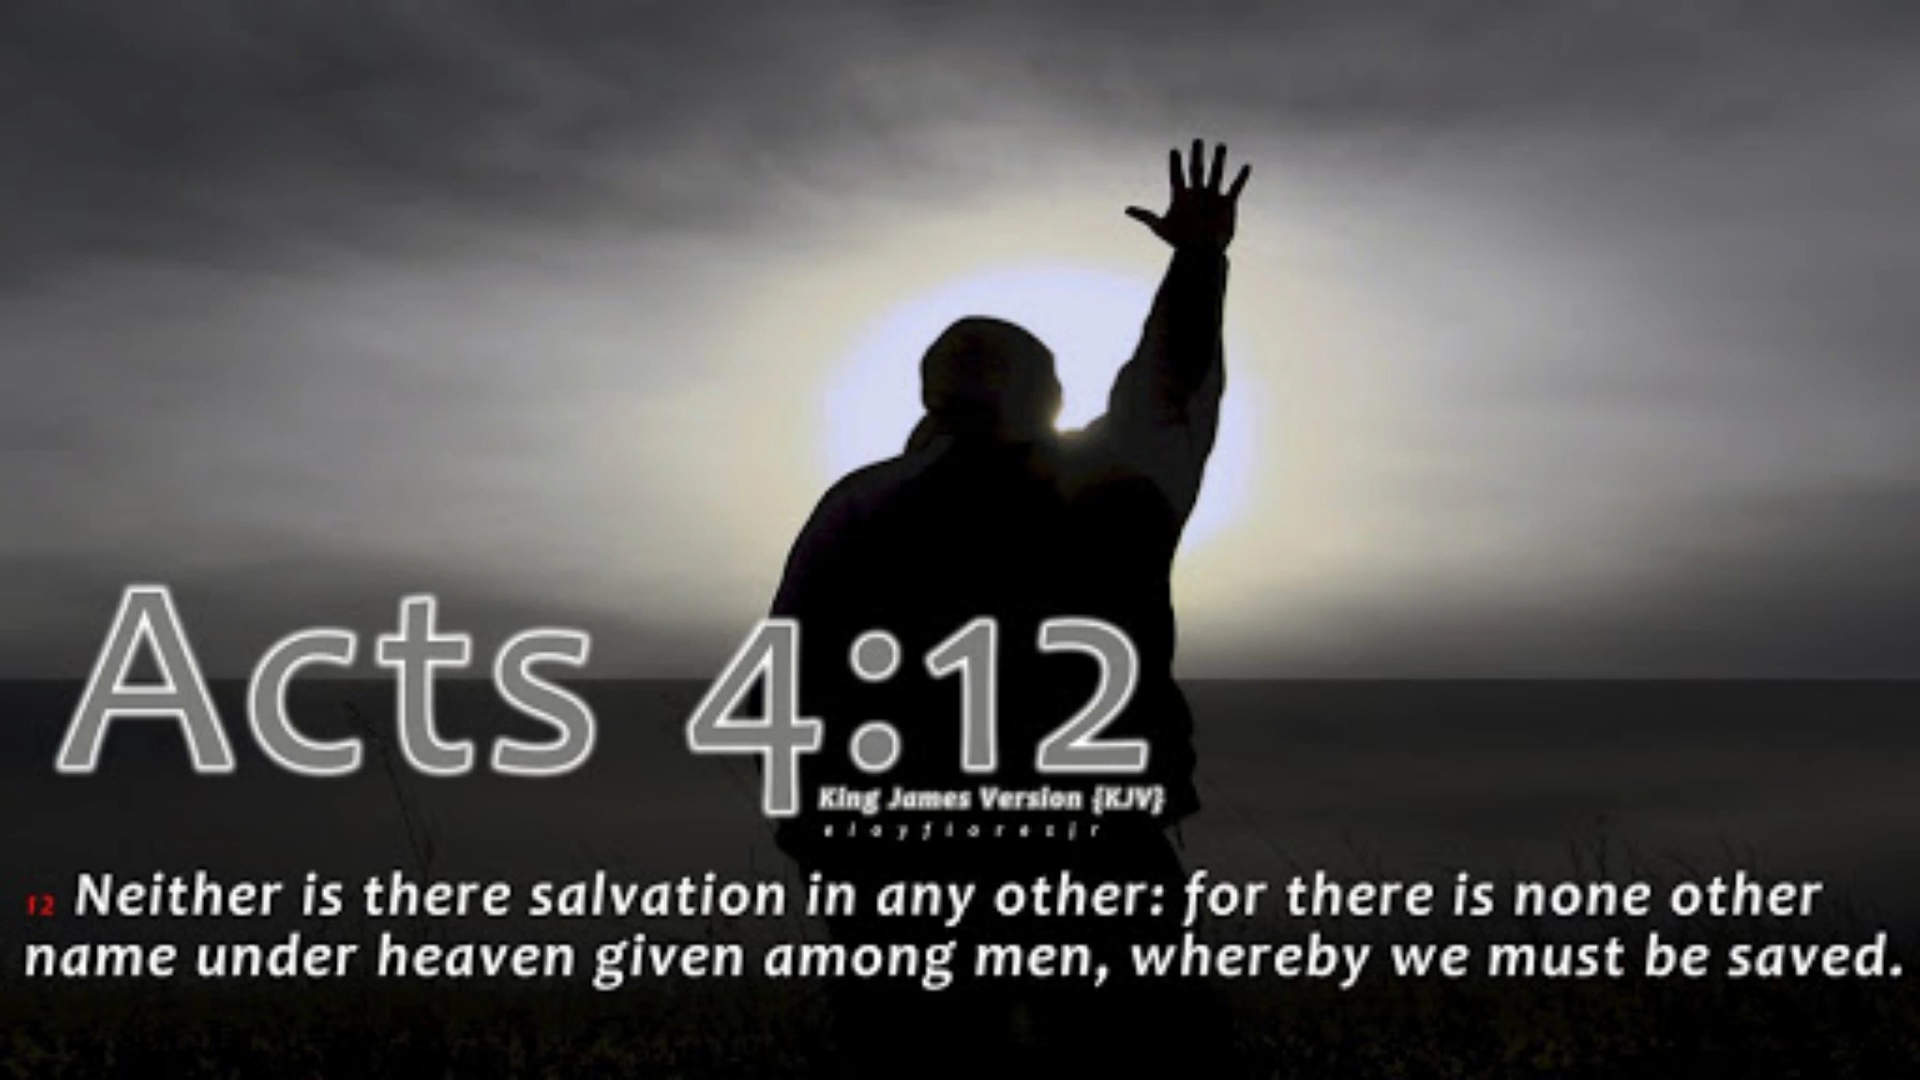 Acts 4:12
King James Version {KJV}
12 Neither is there salvation in any other: for there is none other
name under heaven given among men, whereby we must be saved.